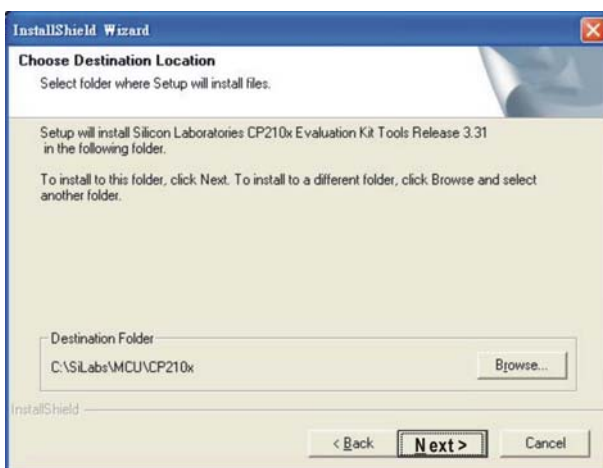 InstallShield Wizard
Choose Destination Location
Select folder where Setup will install files.
Setup will install Silicon Laboratories CP210x Evaluation Kit Tools Release 3.31
in the following folder.
To install to this folder, click Next. To install to a different folder, click Browse and select
another folder.
Destination Folder
C:\SiLabs\MCU\CP210x
Browse...
InstallShield
< Back
Next >
Cancel